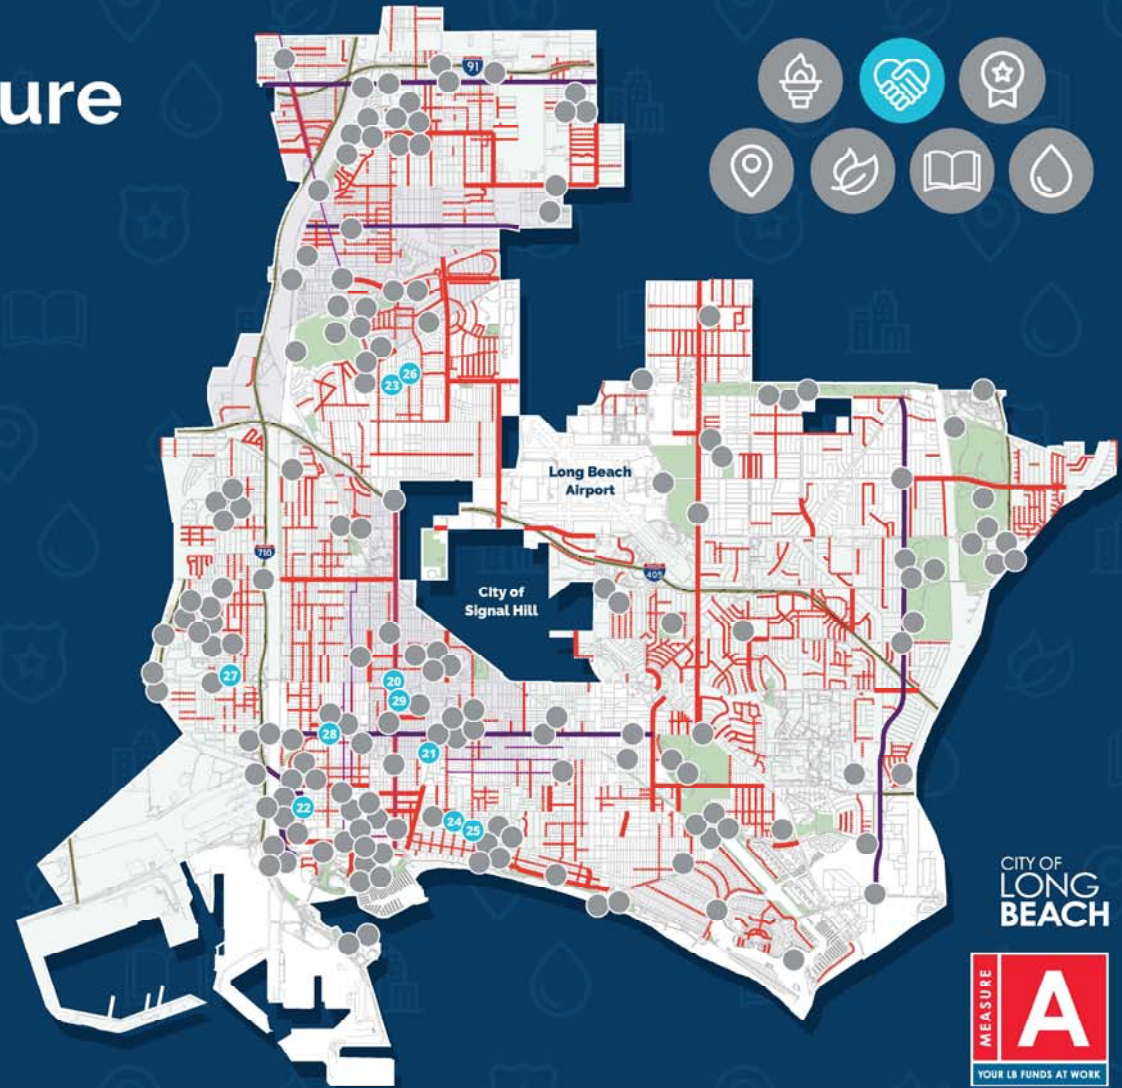 ure
91
26
23
Long Beach
Airport
710
405
City of
Signal Hill
27
20
29
28
21
22
24
25
CITY OF
LONG
BEACH
MEASURE
A
YOUR LB FUNDS AT WORK